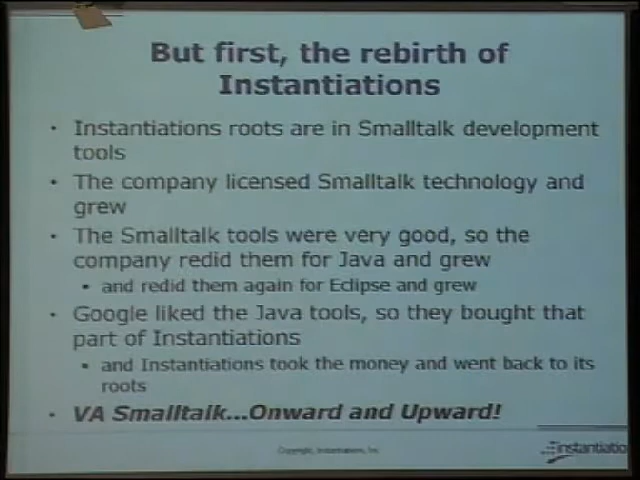 But first, the rebirth of
Instantiations
• Instantiations roots are in Smalltalk development
tools
• The company licensed Smalltalk technology and
grew
• The Smalltalk tools were very good, so the
company redid them for Java and grew
• and redid them again for Eclipse and grew
• Google liked the Java tools, so they bought that
part of Instantiations
• and Instantiations took the money and went back to its
roots
• VA Smalltalk...Onward and Upward!
Copyright, Instantiations, Inc
instantiatio